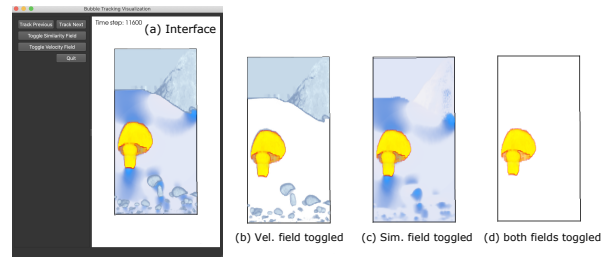 Bubble Tracking Visualization
Track Previous Track Next
Toggle Similarity Field
Toggle Velocity Field
Quit
Time step: 11600
(a) Interface
(b) Vel. field toggled
(c) Sim. field toggled
(d) both fields toggled